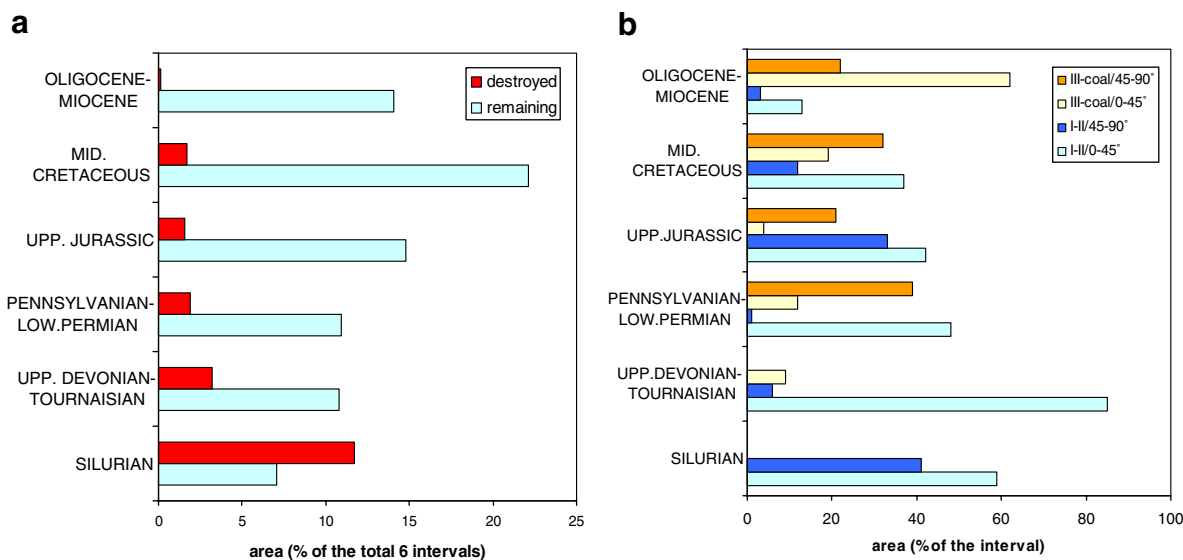 a
OLIGOCENE-
MIOCENE
MID.
CRETACEOUS
UPP. JURASSIC
PENNSYLVANIAN-
LOW.PERMIAN
UPP. DEVONIAN-
TOURNAISIAN
SILURIAN
destroyed
remaining
0 5 10 15 20 25
area (% of the total 6 intervals)
b
OLIGOCENE-
MIOCENE
MID.
CRETACEOUS
UPP.JURASSIC
PENNSYLVANIAN-
LOW.PERMIAN
UPP.DEVONIAN-
TOURNAISIAN
SILURIAN
III-coal/45-90˚
III-coal/0-45˚
I-II/45-90˚
I-II/0-45˚
0 20 40 60 80 100
area (% of the interval)